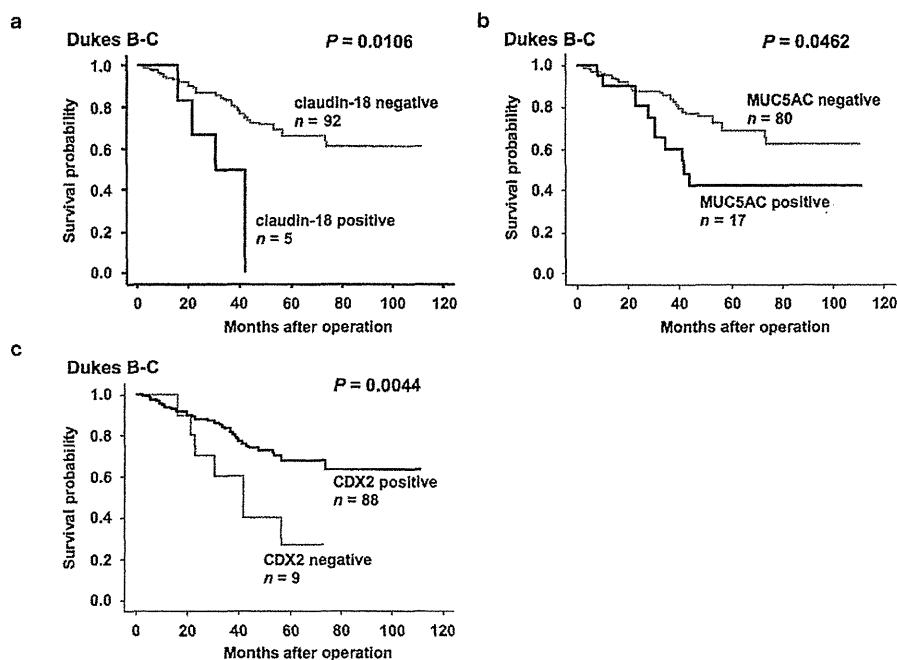 a
Dukes B-C
P = 0.0106
1.0
0.8
0.6
0.4
0.2
0.0
Survival probability
claudin-18 negative
n = 92
claudin-18 positive
n = 5
0 20 40 60 80 100 120
Months after operation
b
Dukes B-C
P = 0.0462
1.0
0.8
0.6
0.4
0.2
0.0
Survival probability
MUC5AC negative
n = 80
MUC5AC positive
n = 17
0 20 40 60 80 100 120
Months after operation
c
Dukes B-C
P = 0.0044
1.0
0.8
0.6
0.4
0.2
0.0
Survival probability
CDX2 positive
n = 88
CDX2 negative
n = 9
0 20 40 60 80 100 120
Months after operation